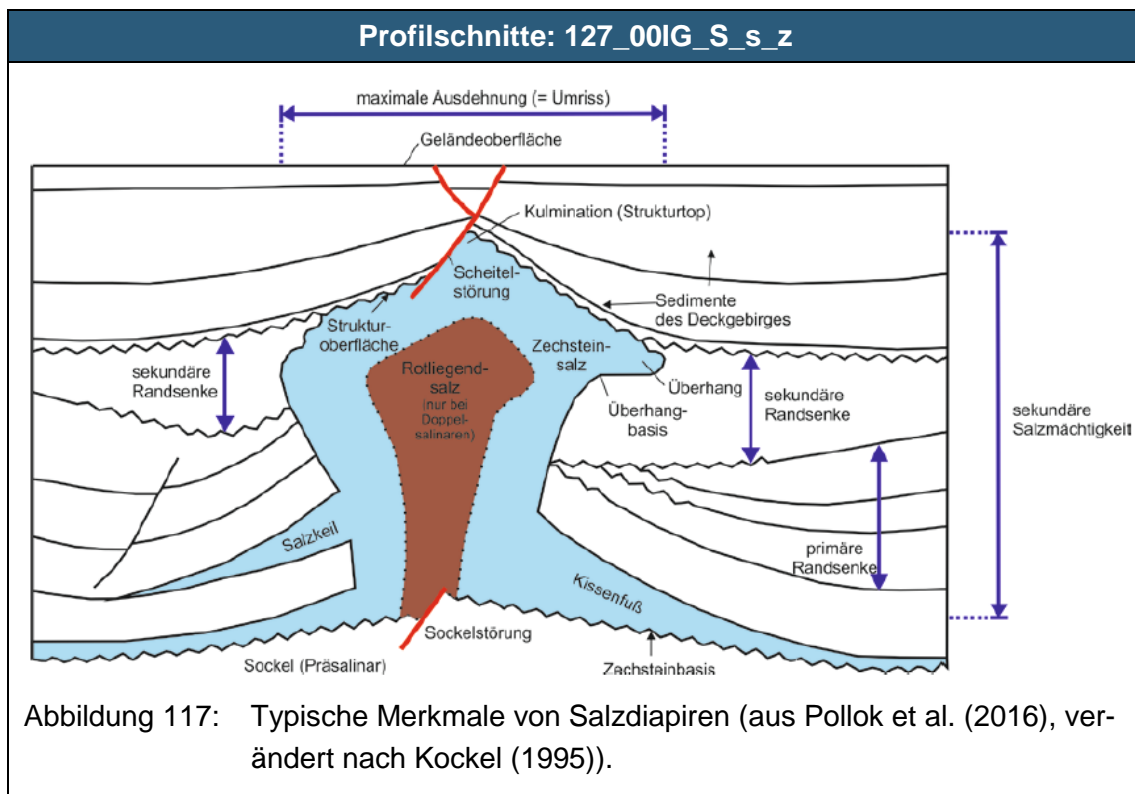 Profilschnitte: 127_00IG_S_s_z
maximale Ausdehnung (= Umriss)
Geländeoberfläche
Kulmination (Strukturtop)
Scheitel-
störung
Sedimente
des Deckgebirges
Struktur-
oberfläche
Zechstein-
salz
sekundäre
Randsenke
Rotliegend-
salz
(nur bei
Doppel-
salinaren)
Überhang
Überhang-
basis
sekundäre
Randsenke
sekundäre
Salzmächtigkeit
Salzkeil
primäre
Randsenke
Kissenfuß
Sockelstörung
Sockel (Präsalinar)
Zechsteinbasis
Abbildung 117: Typische Merkmale von Salzdiapiren (aus Pollok et al. (2016), ver-
ändert nach Kockel (1995)).